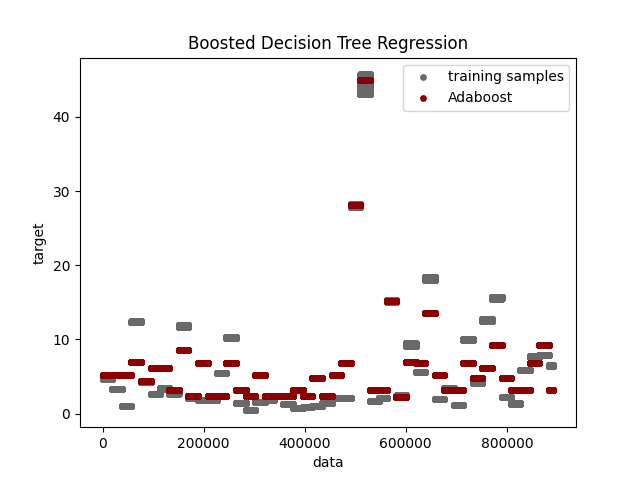 Boosted Decision Tree Regression
training samples
Adaboost
target
40
30
20
10
0
0
200000
400000
600000
800000
data